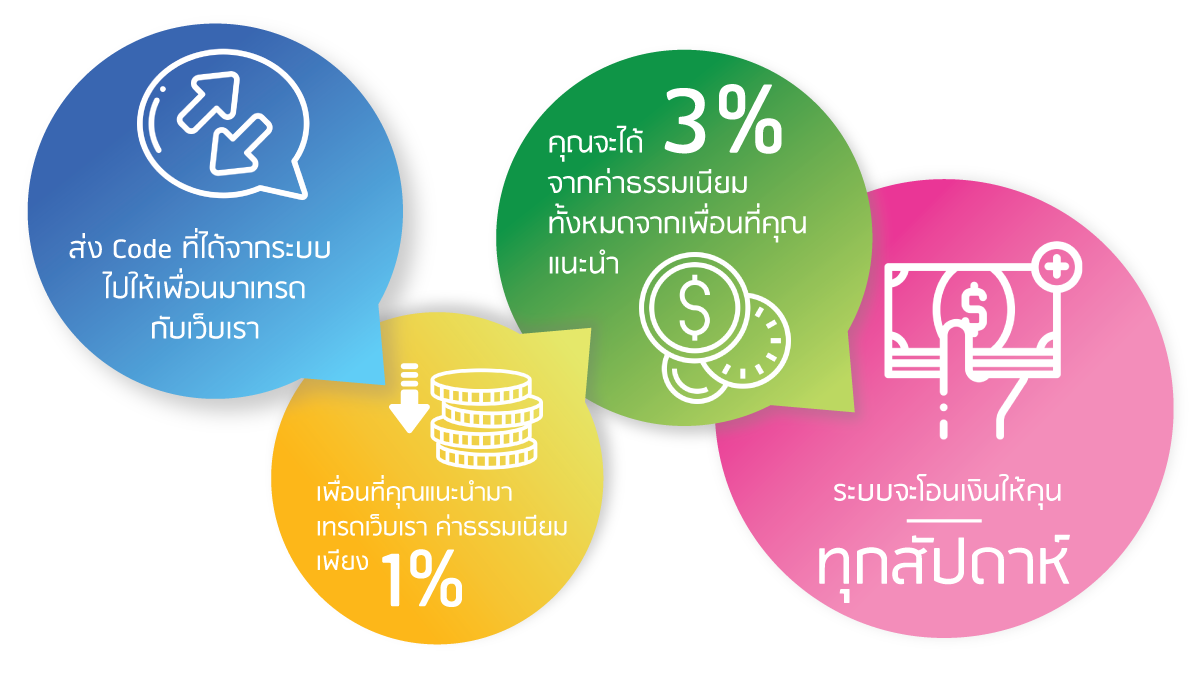 ส่ง Code ที่ได้จากระบบ
ไปให้เพื่อนมาเทรด
กับเว็บเรา
เพื่อนที่คุณแนะนำมา
เทรดเว็บเรา ค่าธรรมเนียม
เพียง 1%
คุณจะได้ 3%
จากค่าธรรมเนียม
ทั้งหมดจากเพื่อนที่คุณ
แนะนำ
ระบบจะโอนเงินให้คุน
ทุกสัปดาห์